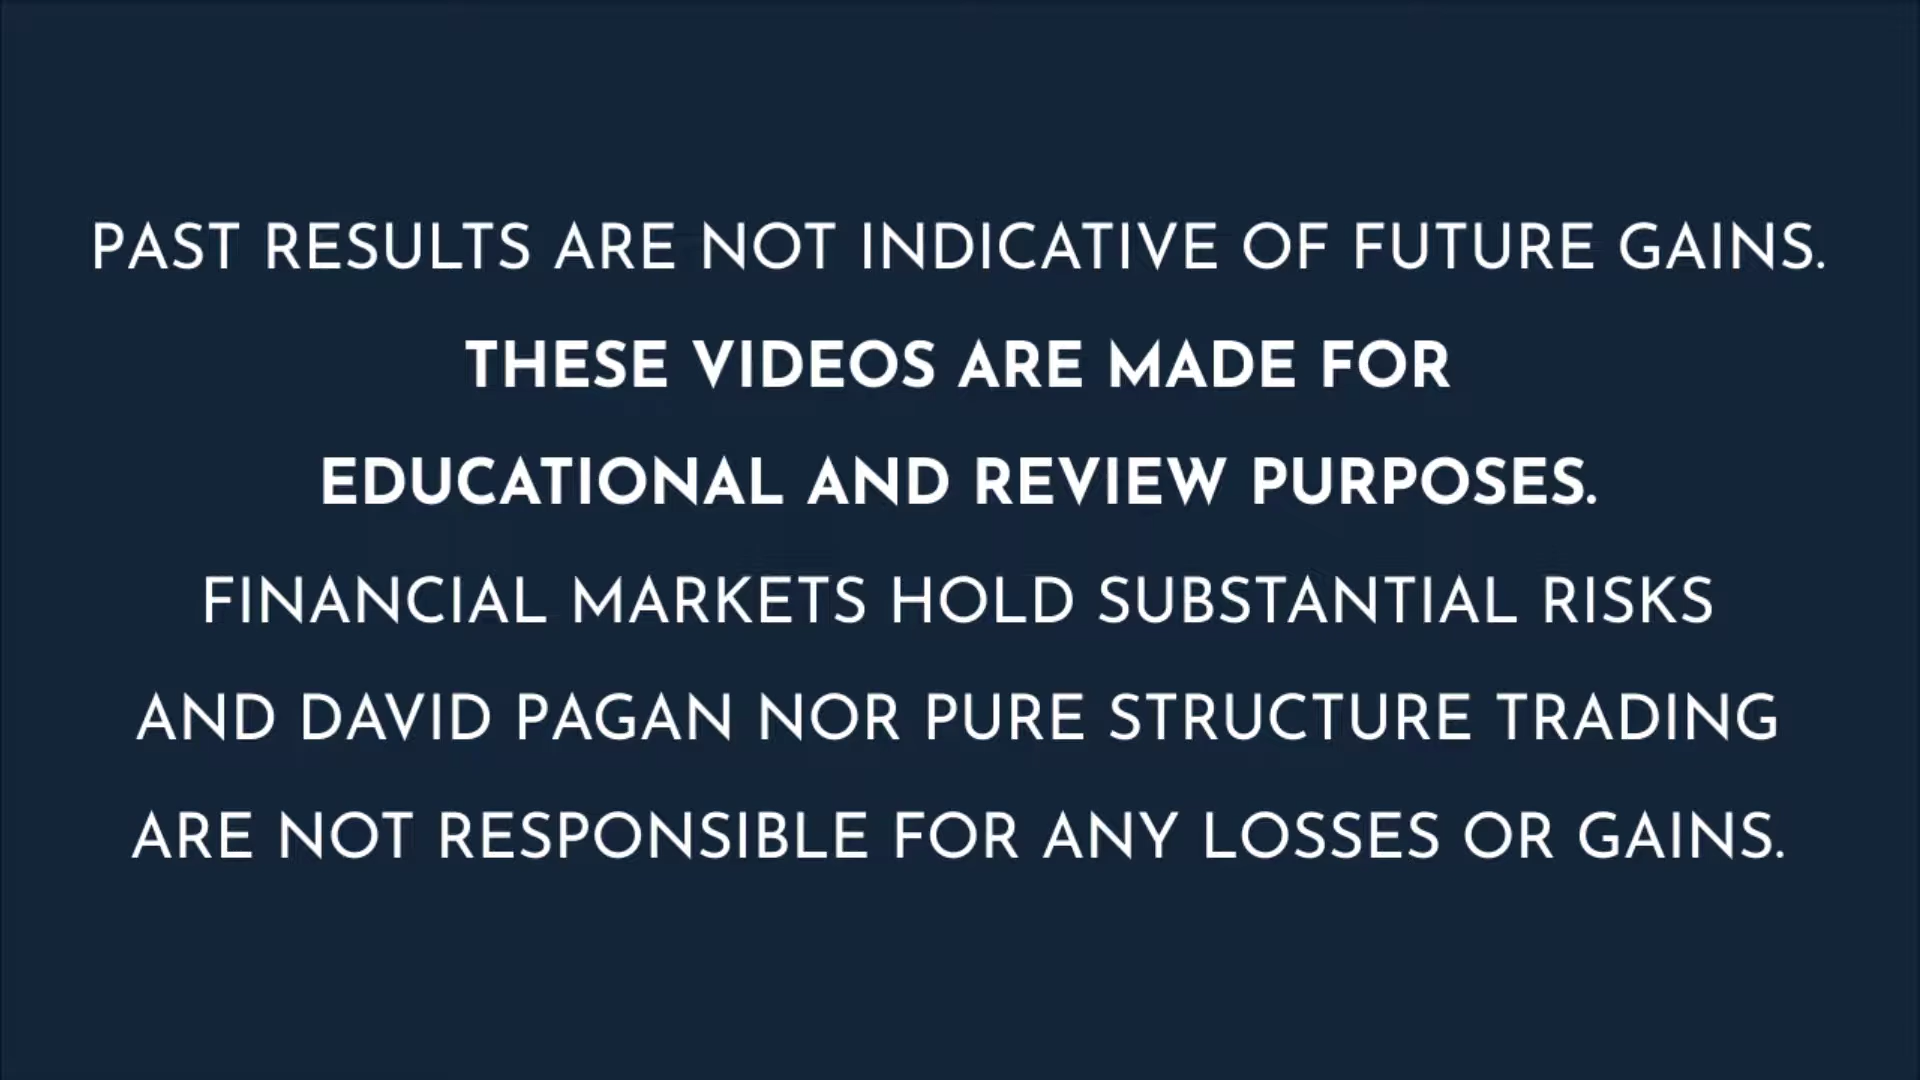 PAST RESULTS ARE NOT INDICATIVE OF FUTURE GAINS.
THESE VIDEOS ARE MADE FOR
EDUCATIONAL AND REVIEW PURPOSES.
FINANCIAL MARKETS HOLD SUBSTANTIAL RISKS
AND DAVID PAGAN NOR PURE STRUCTURE TRADING
ARE NOT RESPONSIBLE FOR ANY LOSSES OR GAINS.